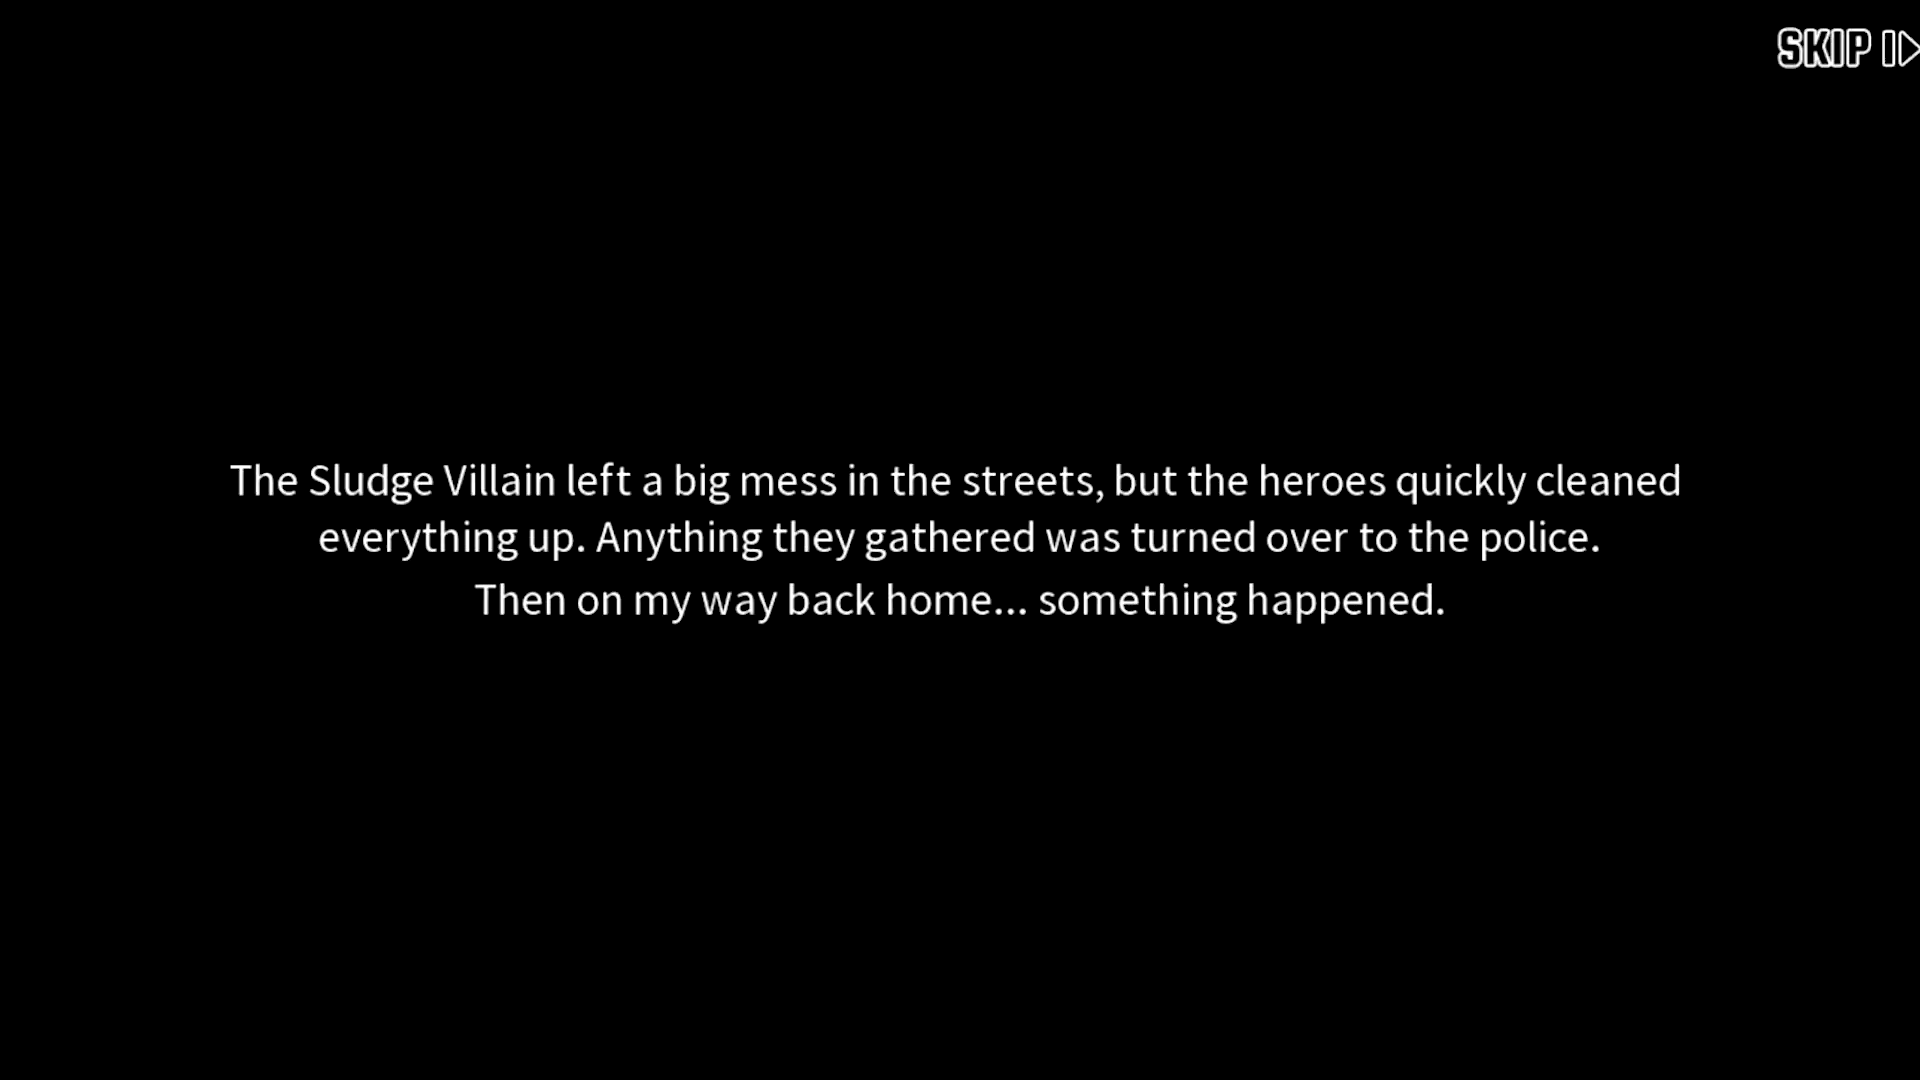 SKIP
The Sludge Villain left a big mess in the streets, but the heroes quickly cleaned
everything up. Anything they gathered was turned over to the police.
Then on my way back home... something happened.